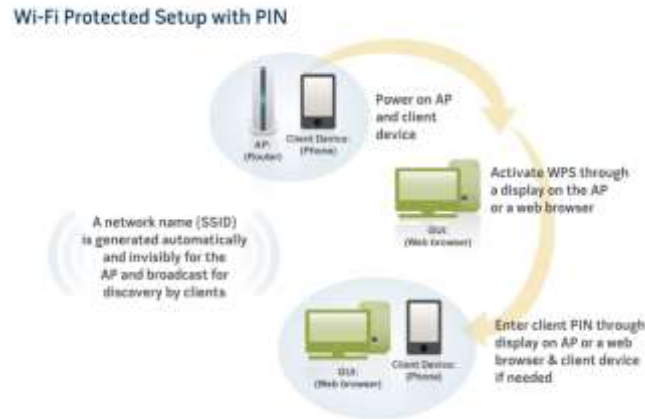 Wi-Fi Protected Setup with PIN
AP:
(Router)
Client Device:
(Phone)
Power on AP
and client
device
GUI:
(Web browser)
Activate WPS through
a display on the AP
or a web browser
A network name (SSID)
is generated automatically
and invisibly for the
AP and broadcast for
discovery by clients
GUI:
(Web browser)
Client Device:
(Phone)
Enter client PIN through
display on AP or a web
browser & client device
if needed